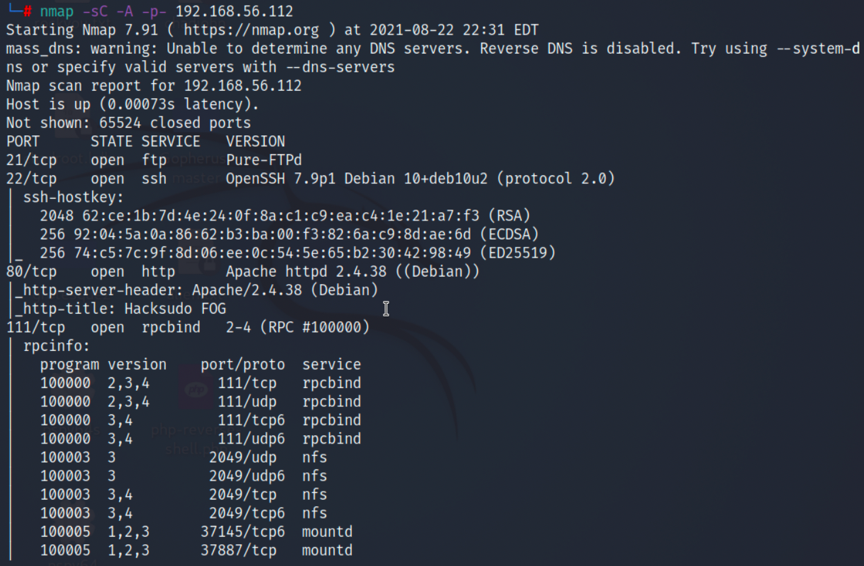 └─# nmap -sC -A -p- 192.168.56.112
Starting Nmap 7.91 ( https://nmap.org ) at 2021-08-22 22:31 EDT
mass_dns: warning: Unable to determine any DNS servers. Reverse DNS is disabled. Try using --system-d
ns or specify valid servers with --dns-servers
Nmap scan report for 192.168.56.112
Host is up (0.00073s latency).
Not shown: 65524 closed ports
PORT     STATE SERVICE  VERSION
21/tcp   open  ftp      Pure-FTPd
22/tcp   open  ssh      OpenSSH 7.9p1 Debian 10+deb10u2 (protocol 2.0)
| ssh-hostkey:
|   2048 62:ce:1b:7d:4e:24:0f:8a:c1:c9:ea:c4:1e:21:a7:f3 (RSA)
|   256 92:04:5a:0a:86:62:b3:ba:00:f3:82:6a:c9:8d:ae:6d (ECDSA)
|_  256 74:c5:7c:9f:8d:06:ee:0c:54:5e:65:b2:30:42:98:49 (ED25519)
80/tcp   open  http     Apache httpd 2.4.38 ((Debian))
|_http-server-header: Apache/2.4.38 (Debian)
|_http-title: Hacksudo FOG
111/tcp  open  rpcbind  2-4 (RPC #100000)
| rpcinfo:
|   program version    port/proto  service
|   100000  2,3,4        111/tcp   rpcbind
|   100000  2,3,4        111/udp   rpcbind
|   100000  3,4          111/tcp6  rpcbind
|   100000  3,4          111/udp6  rpcbind
|   100003  3           2049/udp   nfs
|   100003  3           2049/udp6  nfs
|   100003  3,4         2049/tcp   nfs
|   100003  3,4         2049/tcp6  nfs
|   100005  1,2,3      37145/tcp6  mountd
|   100005  1,2,3      37887/tcp   mountd